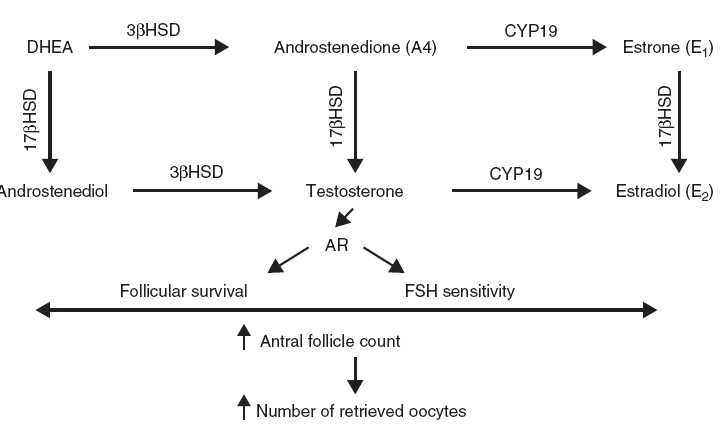 3βHSD CYP19
DHEA Androstenedione (A4) Estrone (E1)
17βHSD 17βHSD 17βHSD
3βHSD CYP19
Androstenediol Testosterone Estradiol (E2)
AR
Follicular survival FSH sensitivity
Antral follicle count
Number of retrieved oocytes